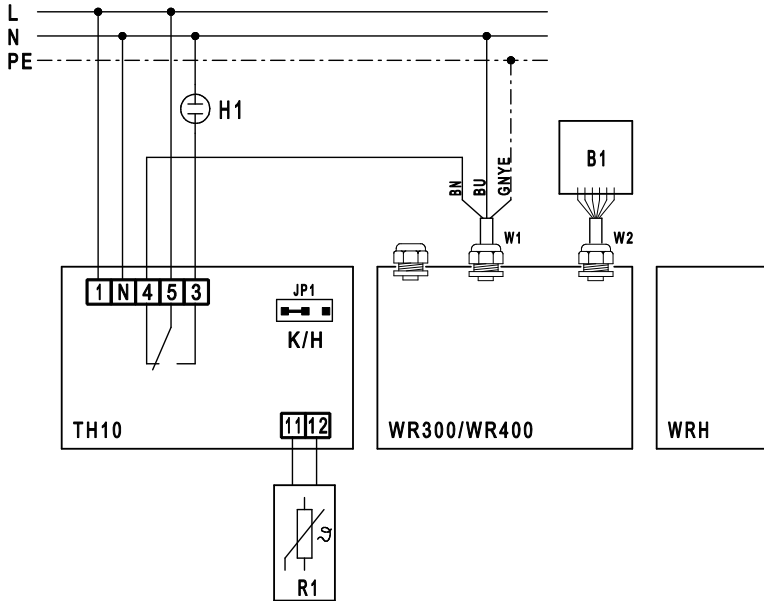 L
N
PE
H1
BN
BU
GNYE
B1
W1
W2
1 N 4 5 3
JP1
K/H
TH10
11 12
WR300/WR400
WRH
ϑ
R1